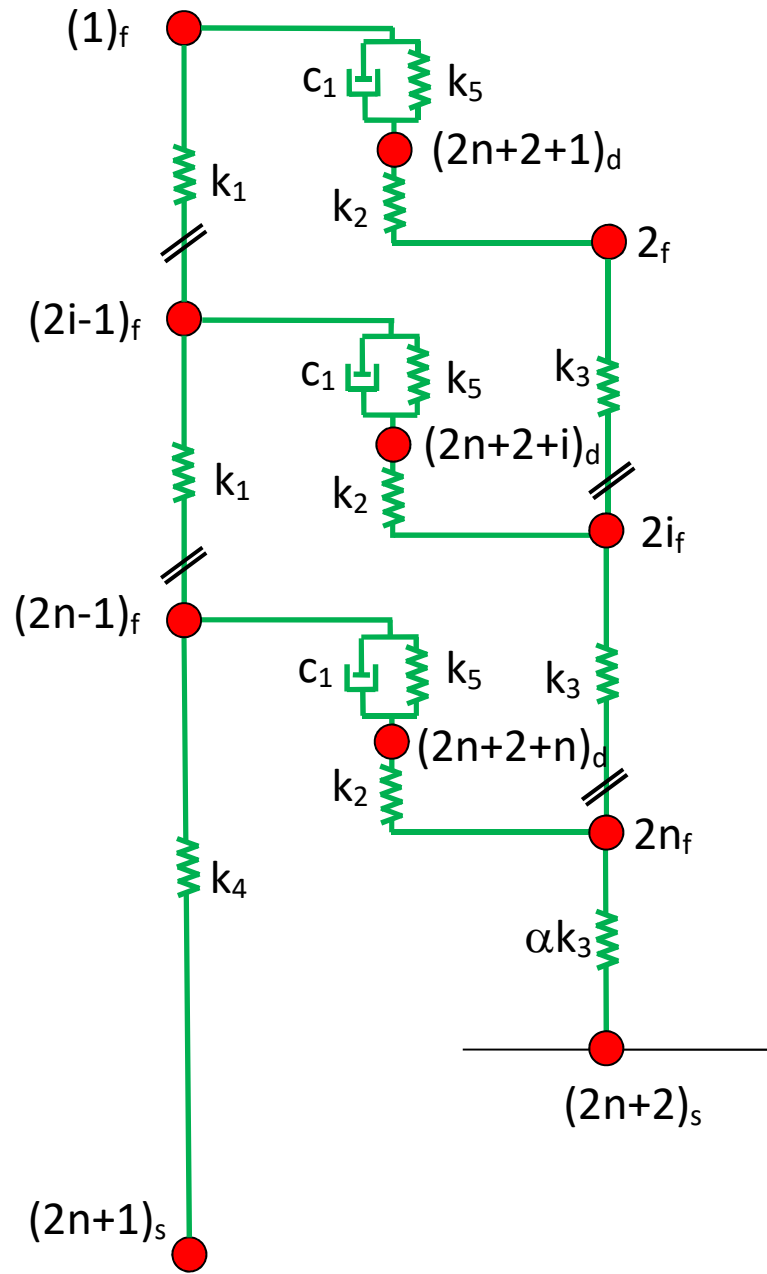 (1)f
c1
k5
(2n+2+1)d
k1
k2
2f
(2i-1)f
c1
k5
k3
(2n+2+i)d
k1
k2
2if
(2n-1)f
c1
k5
k3
(2n+2+n)d
k2
2nf
k4
αk3
(2n+2)s
(2n+1)s